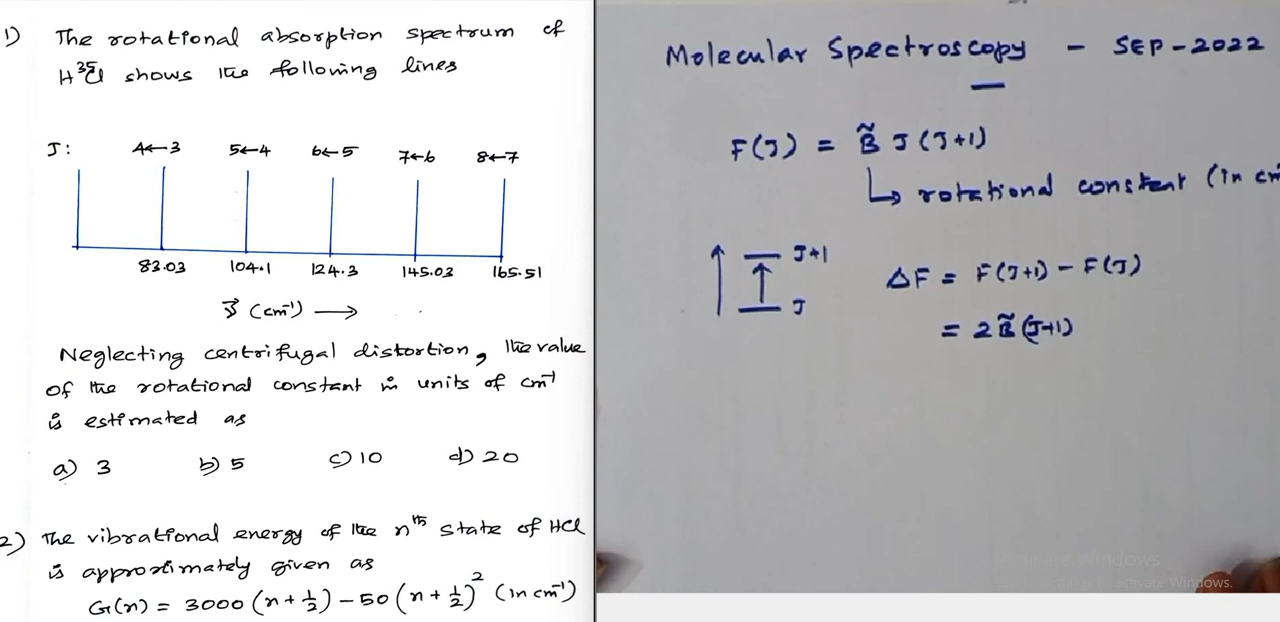 1) The rotational absorption spectrum of
H³⁵Cl shows the following lines
J: 4←3 5←4 6←5 7←6 8←7
83.03 104.1 124.3 145.03 165.51
ν̃ (cm⁻¹) →
Neglecting centrifugal distortion, the value
of the rotational constant in units of cm⁻¹
is estimated as
a) 3 b) 5 c) 10 d) 20
2) The vibrational energy of the nᵗʰ state of HCl
is approximately given as
G(n) = 3000 (n + ½) − 50 (n + ½)² (in cm⁻¹)
Molecular Spectroscopy - SEP-2022
F(J) = B̃ J(J+1)
↳ rotational constant (in cm
J+1
J
ΔF = F(J+1) − F(J)
= 2B̃(J+1)
Windows
activate Windows.